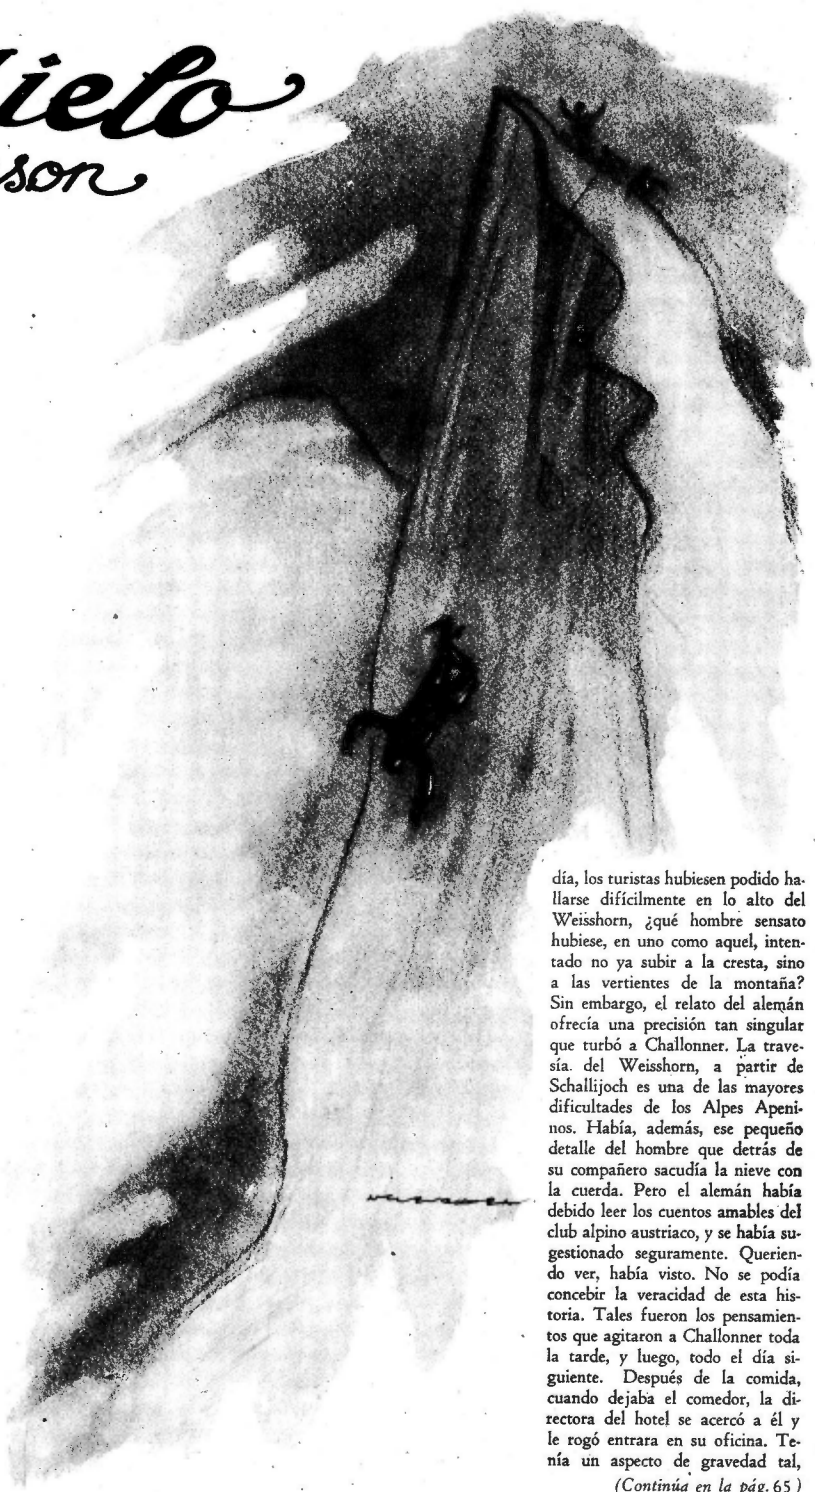 ielo
son
día, los turistas hubiesen podido ha-
llarse difícilmente en lo alto del
Weisshorn, ¿qué hombre sensato
hubiese, en uno como aquel, inten-
tado no ya subir a la cresta, sino
a las vertientes de la montaña?
Sin embargo, el relato del alemán
ofrecía una precisión tan singular
que turbó a Challonner. La trave-
sía. del Weisshorn, a partir de
Schallijoch es una de las mayores
dificultades de los Alpes Apeni-
nos. Había, además, ese pequeño
detalle del hombre que detrás de
su compañero sacudía la nieve con
la cuerda. Pero el alemán había
debido leer los cuentos amables del
club alpino austriaco, y se había su-
gestionado seguramente. Querien-
do ver, había visto. No se podía
concebir la veracidad de esta his-
toria. Tales fueron los pensamien-
tos que agitaron a Challonner toda
la tarde, y luego, todo el día si-
guiente. Después de la comida,
cuando dejaba el comedor, la di-
rectora del hotel se acercó a él y
le rogó entrara en su oficina. Te-
nía un aspecto de gravedad tal,
(Continúa en la pág. 65)